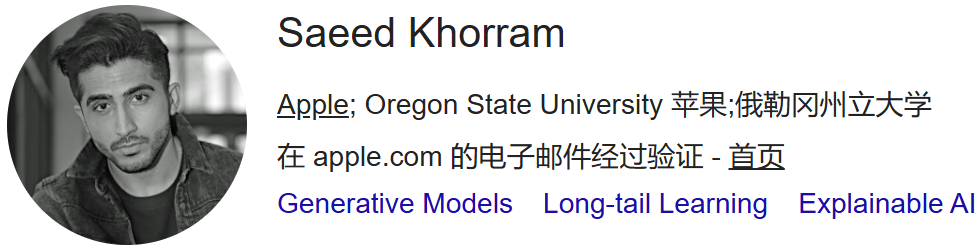 Saeed Khorram
Apple; Oregon State University 苹果;俄勒冈州立大学
在 apple.com 的电子邮件经过验证 - 首页
Generative Models Long-tail Learning Explainable AI